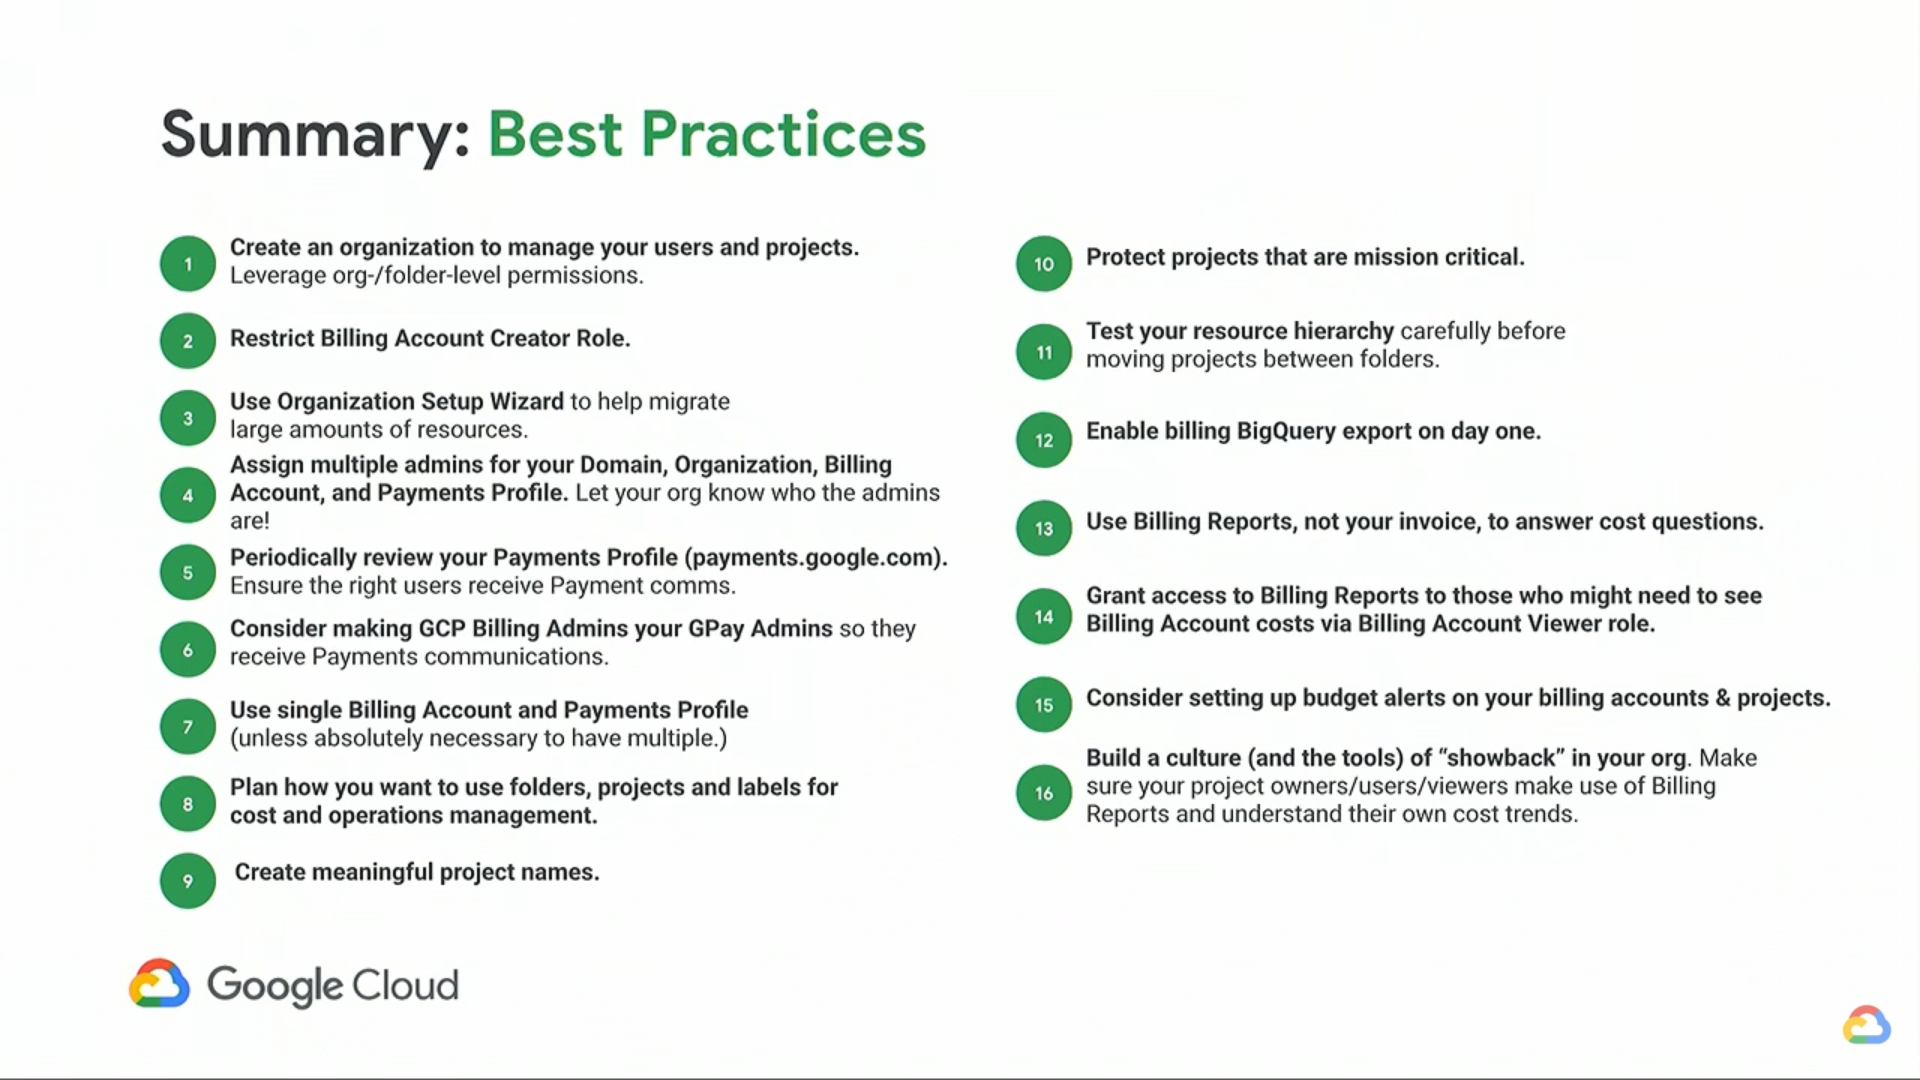 Summary: Best Practices
1
Create an organization to manage your users and projects.
Leverage org-/folder-level permissions.
2
Restrict Billing Account Creator Role.
3
Use Organization Setup Wizard to help migrate
large amounts of resources.
4
Assign multiple admins for your Domain, Organization, Billing
Account, and Payments Profile. Let your org know who the admins
are!
5
Periodically review your Payments Profile (payments.google.com).
Ensure the right users receive Payment comms.
6
Consider making GCP Billing Admins your GPay Admins so they
receive Payments communications.
7
Use single Billing Account and Payments Profile
(unless absolutely necessary to have multiple.)
8
Plan how you want to use folders, projects and labels for
cost and operations management.
9
Create meaningful project names.
10
Protect projects that are mission critical.
11
Test your resource hierarchy carefully before
moving projects between folders.
12
Enable billing BigQuery export on day one.
13
Use Billing Reports, not your invoice, to answer cost questions.
14
Grant access to Billing Reports to those who might need to see
Billing Account costs via Billing Account Viewer role.
15
Consider setting up budget alerts on your billing accounts & projects.
16
Build a culture (and the tools) of “showback” in your org. Make
sure your project owners/users/viewers make use of Billing
Reports and understand their own cost trends.
Google Cloud